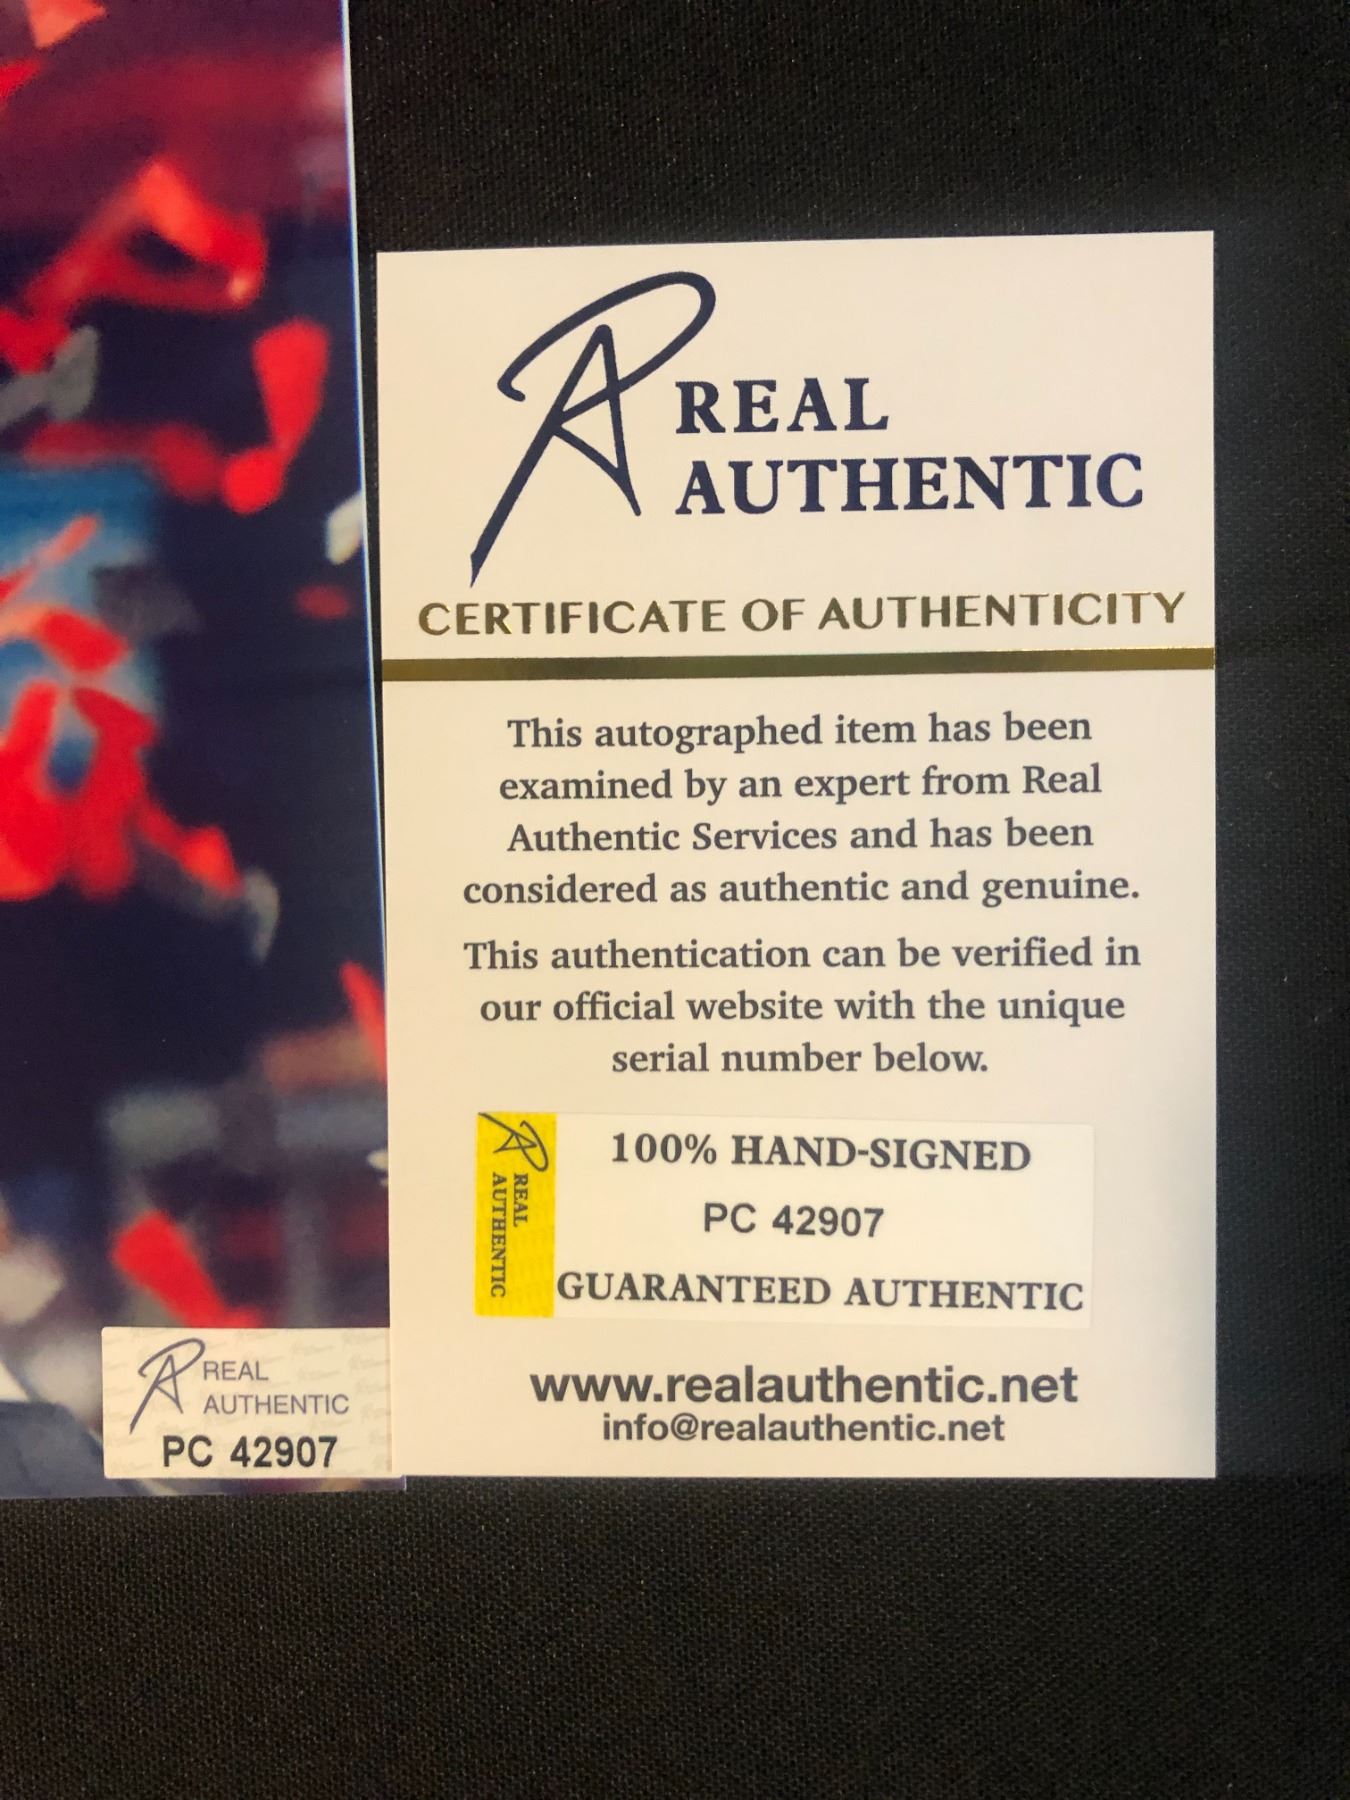 REAL
AUTHENTIC
CERTIFICATE OF AUTHENTICITY
This autographed item has been
examined by an expert from Real
Authentic Services and has been
considered as authentic and genuine.
This authentication can be verified in
our official website with the unique
serial number below.
REAL
AUTHENTIC
100% HAND-SIGNED
PC 42907
GUARANTEED AUTHENTIC
www.realauthentic.net
info@realauthentic.net
REAL
AUTHENTIC
PC 42907